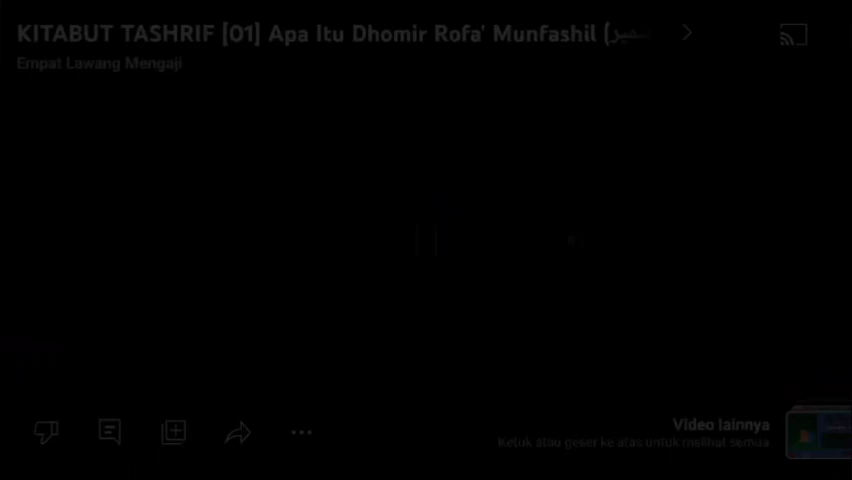 KITABUT TASHRIF [01] Apa Itu Dhomir Rofa' Munfashil (ضمير
Empat Lawang Mengaji
Video lainnya
Ketuk atau geser ke atas untuk melihat semua